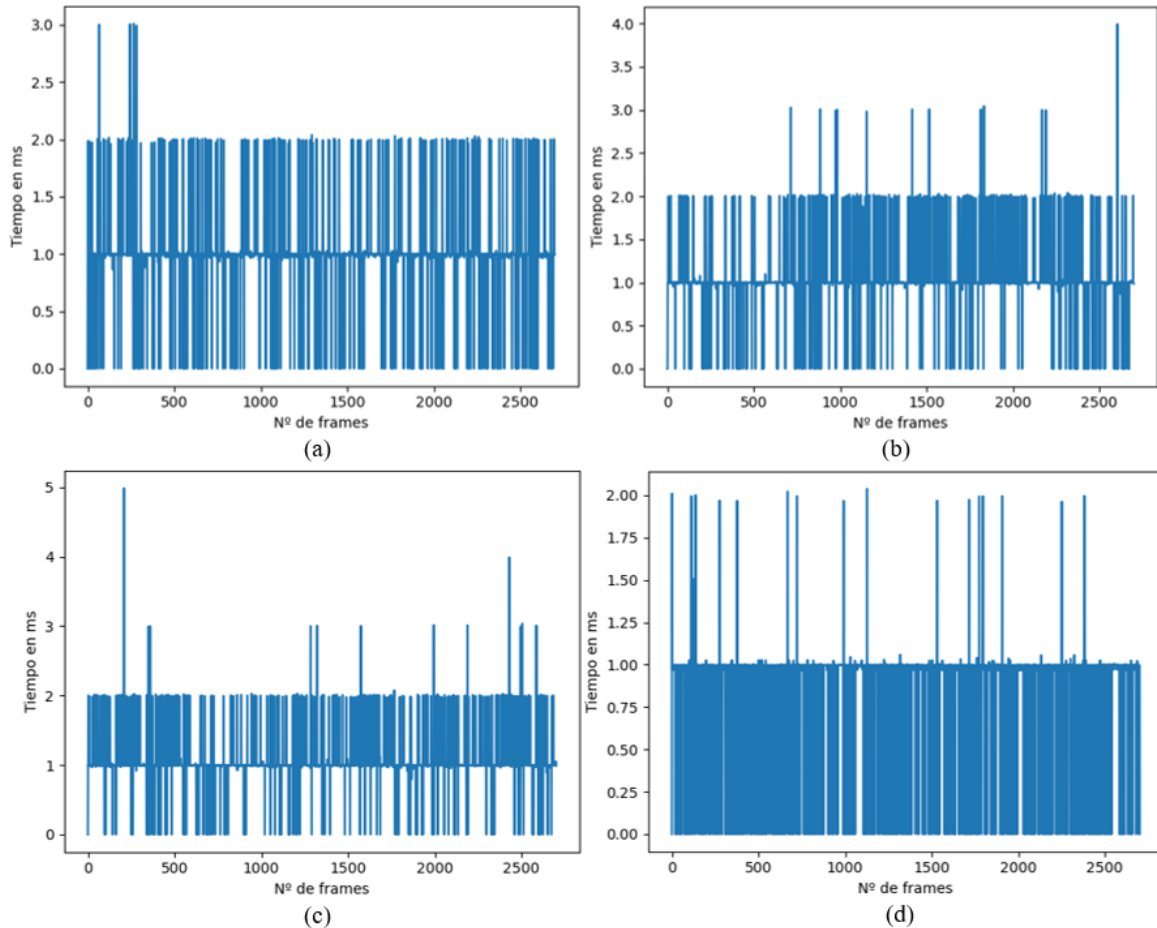 Tiempo en ms
3.0
2.5
2.0
1.5
1.0
0.5
0.0
0 500 1000 1500 2000 2500
Nº de frames
(a)
Tiempo en ms
4.0
3.5
3.0
2.5
2.0
1.5
1.0
0.5
0.0
0 500 1000 1500 2000 2500
Nº de frames
(b)
Tiempo en ms
5
4
3
2
1
0
0 500 1000 1500 2000 2500
Nº de frames
(c)
Tiempo en ms
2.00
1.75
1.50
1.25
1.00
0.75
0.50
0.25
0.00
0 500 1000 1500 2000 2500
Nº de frames
(d)